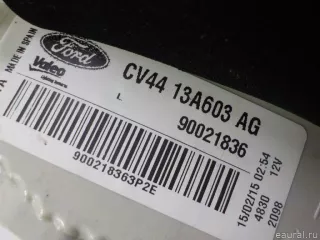 MADE IN SPAIN
Ford
Valeo
CV44 13A603 AG
L
90021836
900218363P2E
15/02/15 02:54
4830 12V
2098
eaural.ru